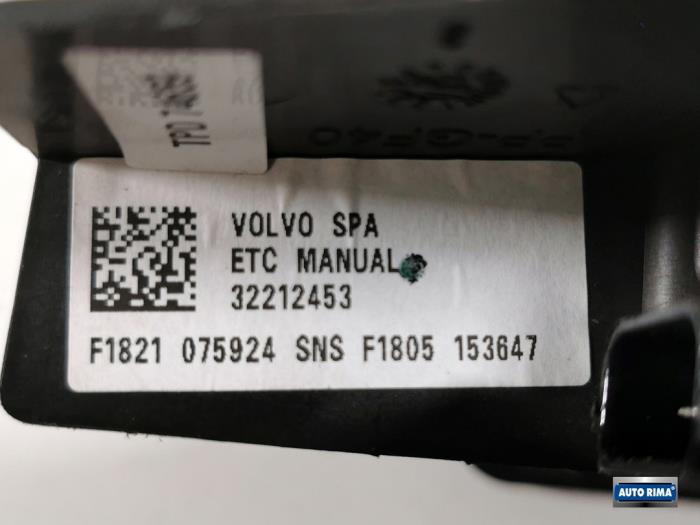 VOLVO SPA
ETC MANUAL
32212453
F1821 075924 SNS F1805 153647
AUTO RIMA®